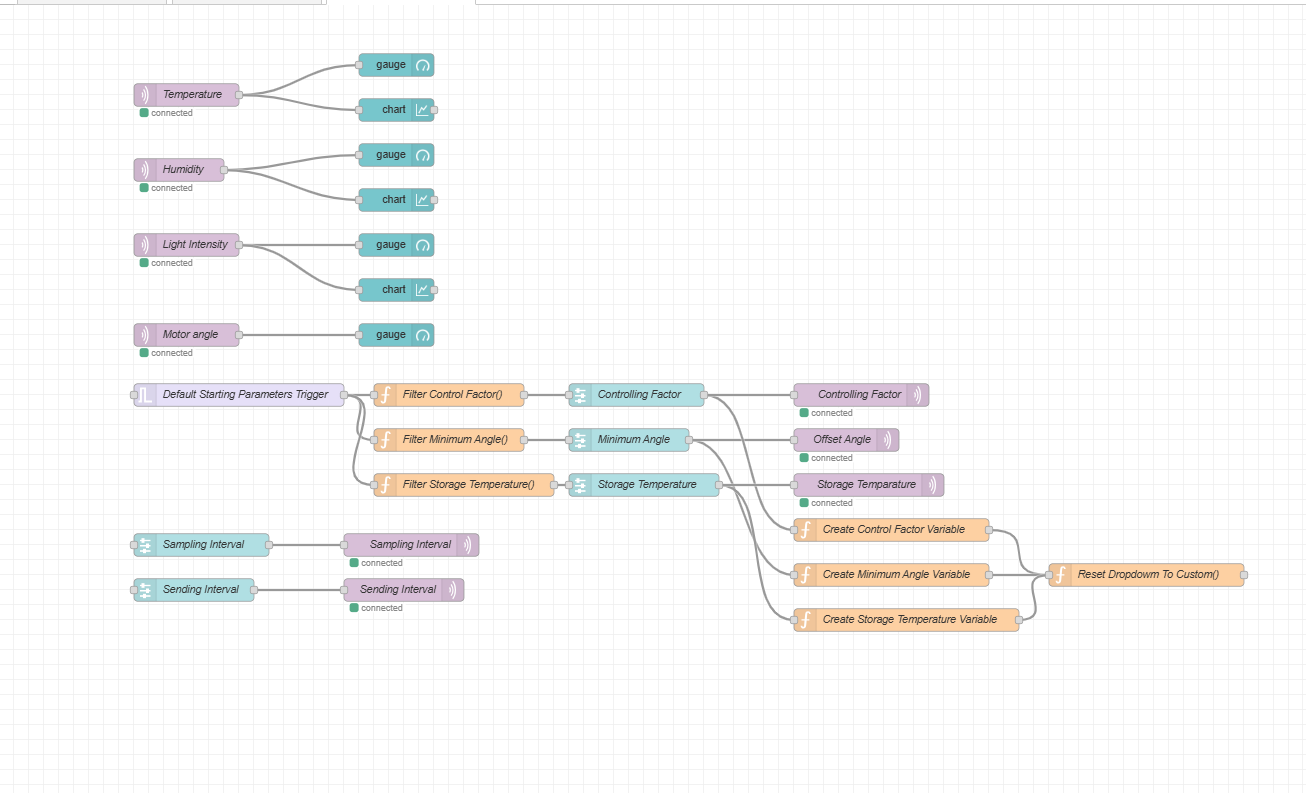 gauge
Temperature
connected
chart
gauge
Humidity
connected
chart
Light Intensity
gauge
connected
chart
Motor angle
gauge
connected
Default Starting Parameters Trigger
Filter Control Factor()
Controlling Factor
Controlling Factor
connected
Filter Minimum Angle()
Minimum Angle
Offset Angle
connected
Filter Storage Temperature()
Storage Temperature
Storage Temparature
connected
Create Control Factor Variable
Sampling Interval
Sampling Interval
connected
Create Minimum Angle Variable
Reset Dropdowm To Custom()
Sending Interval
Sending Interval
connected
Create Storage Temperature Variable